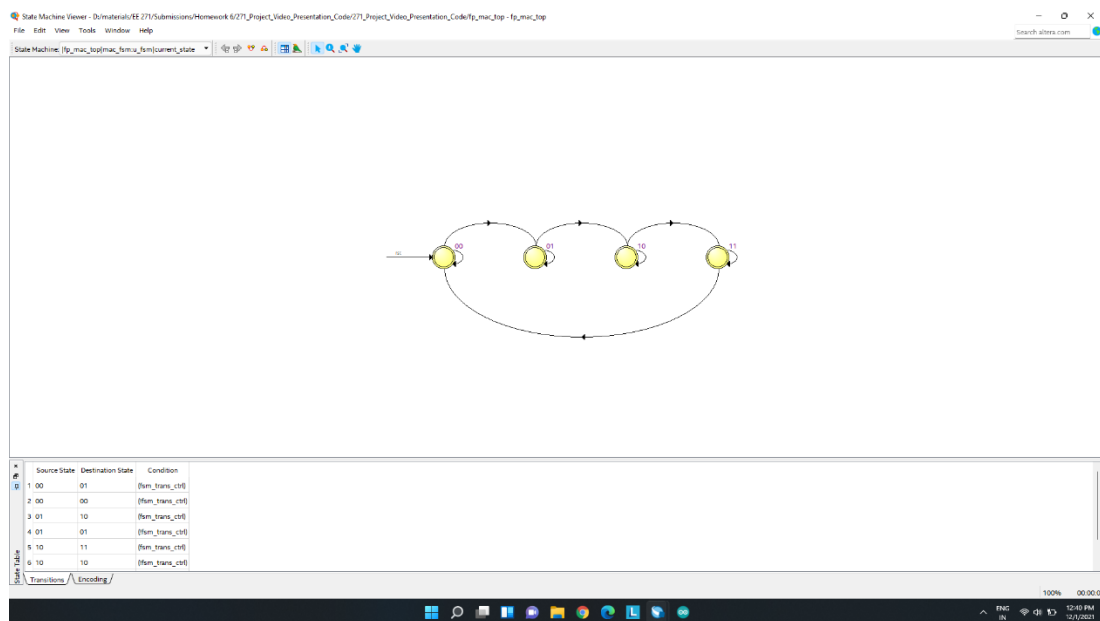 State Machine Viewer - D:/materials/EE 271/Submissions/Homework 6/271_Project_Video_Presentation_Code/271_Project_Video_Presentation_Code/fp_mac_top - fp_mac_top
File Edit View Tools Window Help
Search altera.com
State Machine: |fp_mac_top|mac_fsm:u_fsm|current_state
00 01 10 11
Source State Destination State Condition
1 00 01 (fsm_trans_ctrl)
2 00 00 (!fsm_trans_ctrl)
3 01 10 (fsm_trans_ctrl)
4 01 01 (!fsm_trans_ctrl)
5 10 11 (fsm_trans_ctrl)
6 10 10 (!fsm_trans_ctrl)
State Table
Transitions Encoding
100% 00:00:0
ENG
IN
12:40 PM
12/1/2021